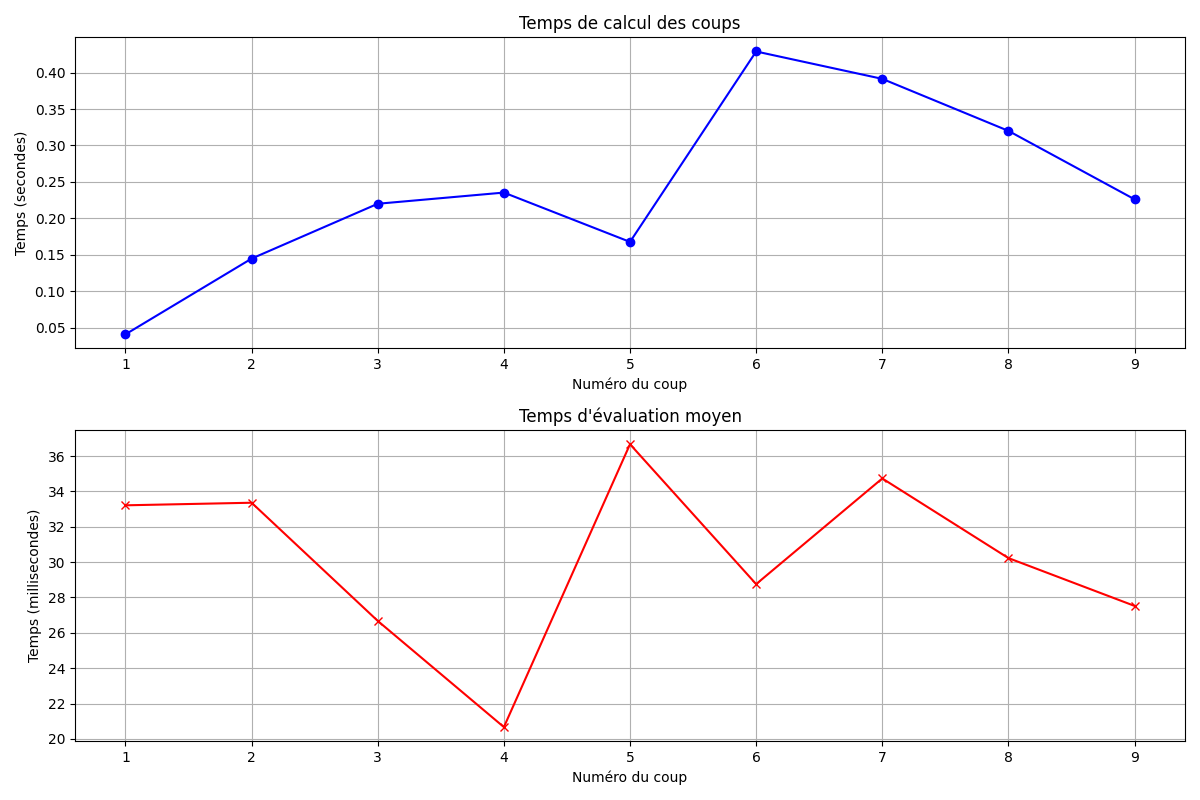 Temps de calcul des coups
Temps (secondes)
0.40
0.35
0.30
0.25
0.20
0.15
0.10
0.05
1 2 3 4 5 6 7 8 9
Numéro du coup
Temps d'évaluation moyen
Temps (millisecondes)
36
34
32
30
28
26
24
22
20
1 2 3 4 5 6 7 8 9
Numéro du coup